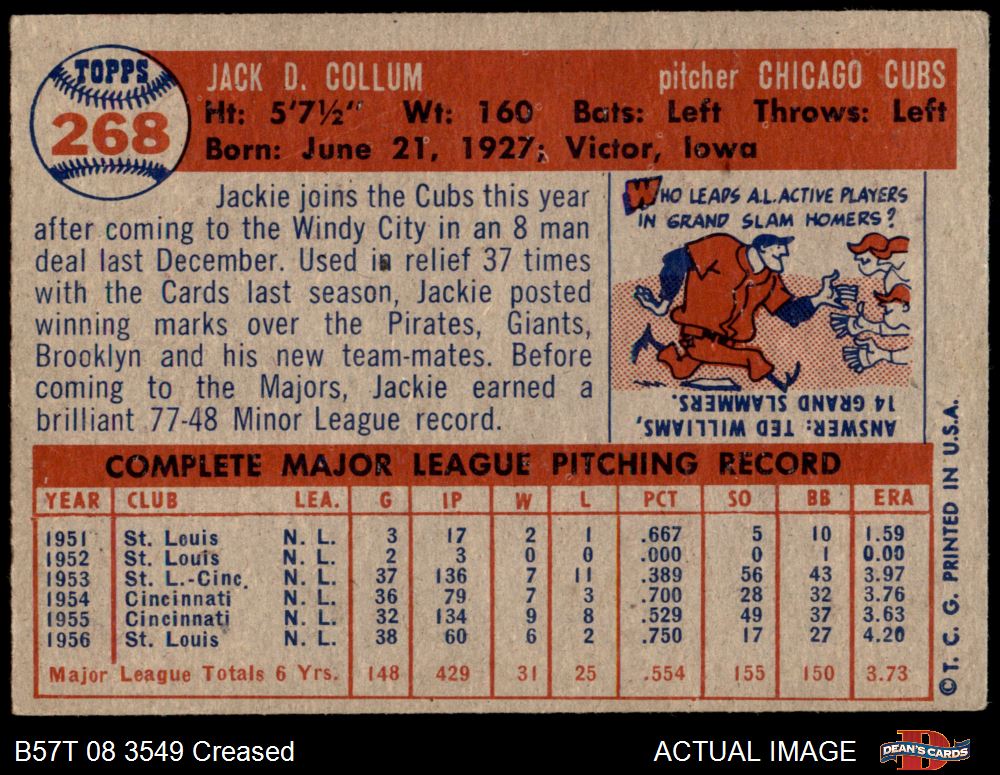 TOPPS
268
JACK D. COLLUM pitcher CHICAGO CUBS
Ht: 5'7½" Wt: 160 Bats: Left Throws: Left
Born: June 21, 1927; Victor, Iowa
Jackie joins the Cubs this year
after coming to the Windy City in an 8 man
deal last December. Used in relief 37 times
with the Cards last season, Jackie posted
winning marks over the Pirates, Giants,
Brooklyn and his new team-mates. Before
coming to the Majors, Jackie earned a
brilliant 77-48 Minor League record.
WHO LEADS A.L. ACTIVE PLAYERS
IN GRAND SLAM HOMERS?
ANSWER: TED WILLIAMS,
14 GRAND SLAMMERS.
COMPLETE MAJOR LEAGUE PITCHING RECORD
YEAR CLUB LEA. G IP W L PCT SO BB ERA
1951 St. Louis N. L. 3 17 2 1 .667 5 10 1.59
1952 St. Louis N. L. 2 3 0 0 .000 0 1 0.00
1953 St. L.-Cinc. N. L. 37 136 7 11 .389 56 43 3.97
1954 Cincinnati N. L. 36 79 7 3 .700 28 32 3.76
1955 Cincinnati N. L. 32 134 9 8 .529 49 37 3.63
1956 St. Louis N. L. 38 60 6 2 .750 17 27 4.20
Major League Totals 6 Yrs. 148 429 31 25 .554 155 150 3.73
© T. C. G. PRINTED IN U.S.A.
B57T 08 3549 Creased ACTUAL IMAGE
DEAN'S CARDS